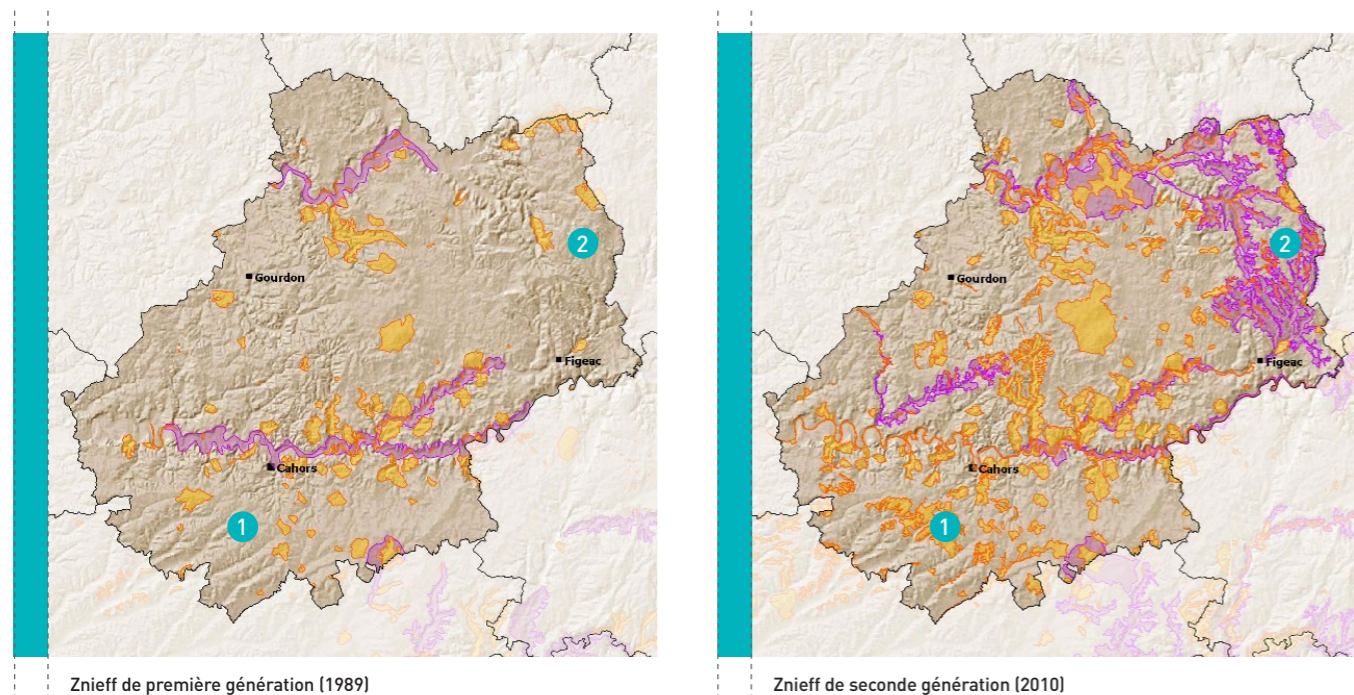 Gourdon
2
Figeac
Cahors
1
Znieff de première génération (1989)
Gourdon
2
Figeac
Cahors
1
Znieff de seconde génération (2010)